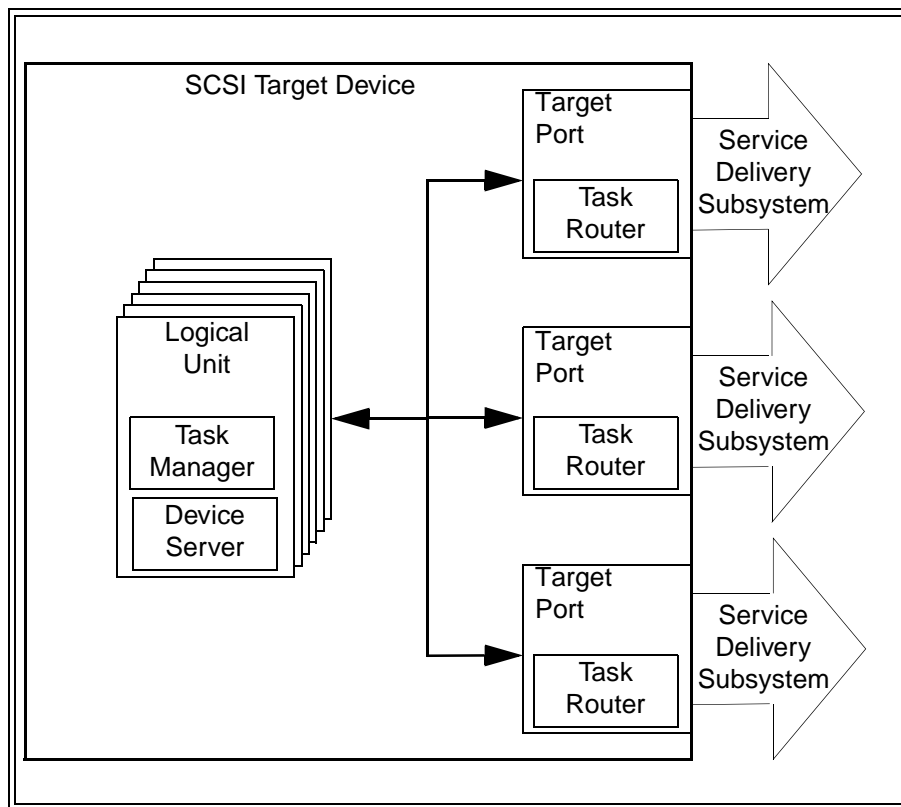 SCSI Target Device
Target
Port
Task
Router
Service
Delivery
Subsystem
Logical
Unit
Task
Manager
Device
Server
Target
Port
Task
Router
Service
Delivery
Subsystem
Target
Port
Task
Router
Service
Delivery
Subsystem